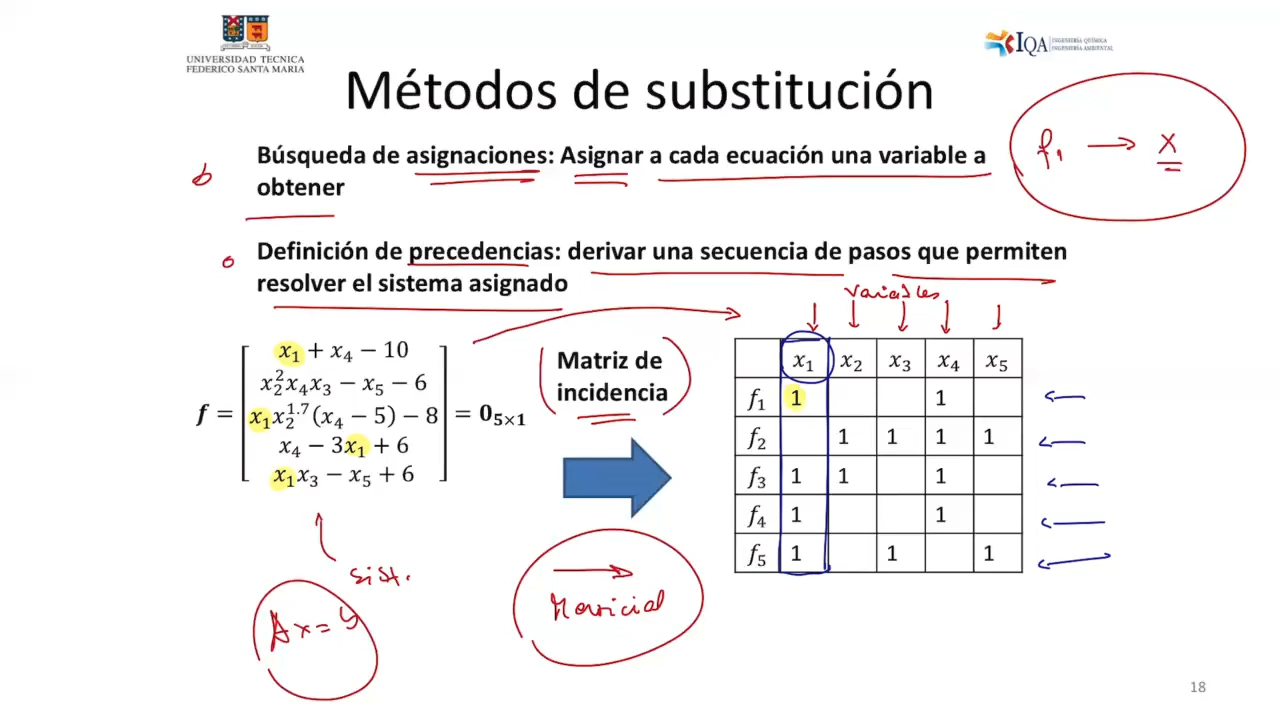 UNIVERSIDAD TECNICA
FEDERICO SANTA MARIA
IQA INGENIERÍA QUÍMICA
INGENIERÍA AMBIENTAL
Métodos de substitución
f₁ → x
Búsqueda de asignaciones: Asignar a cada ecuación una variable a
obtener
Definición de precedencias: derivar una secuencia de pasos que permiten
resolver el sistema asignado
variables
Matriz de
incidencia
x₁ + x₄ − 10
x₂²x₄x₃ − x₅ − 6
f = x₁x₂^1.7(x₄ − 5) − 8 = 0₅ₓ₁
x₄ − 3x₁ + 6
x₁x₃ − x₅ + 6
x₁ x₂ x₃ x₄ x₅
f₁ 1 1
f₂ 1 1 1 1
f₃ 1 1 1
f₄ 1 1
f₅ 1 1 1
sist.
Ax = y
18